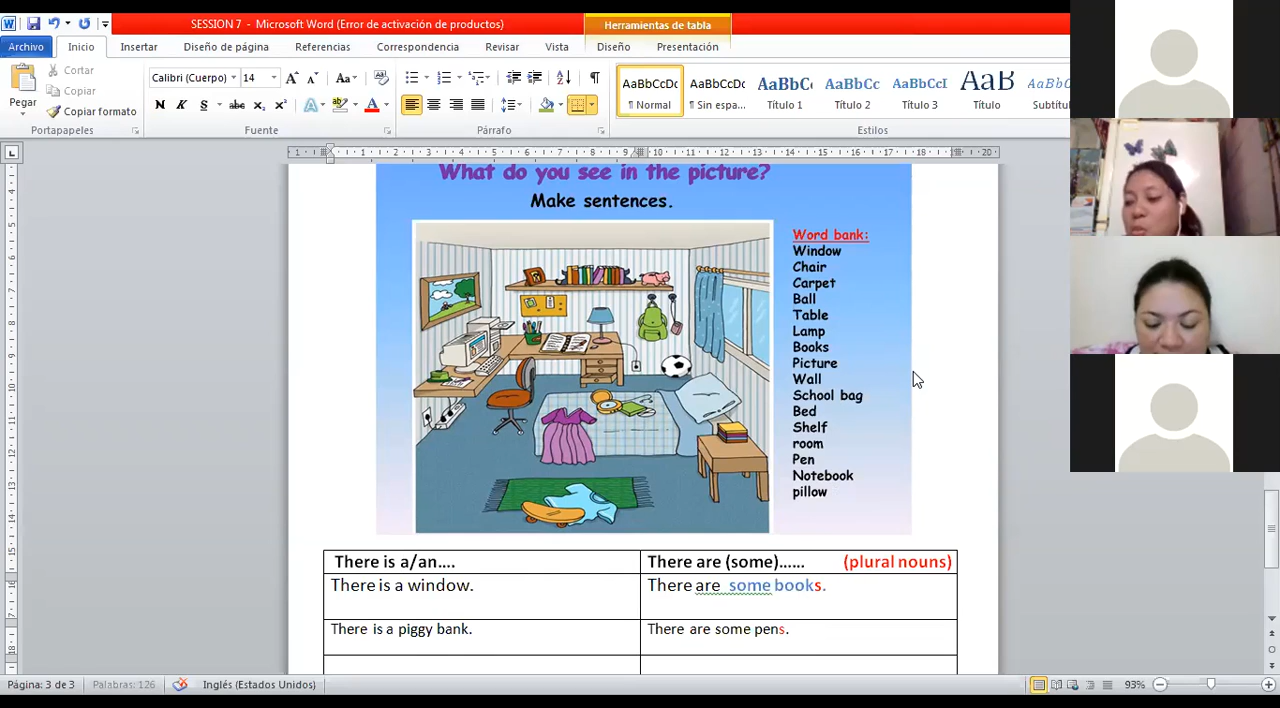 SESSION 7 - Microsoft Word (Error de activación de productos)
Herramientas de tabla
Archivo Inicio Insertar Diseño de página Referencias Correspondencia Revisar Vista Diseño Presentación
Cortar
Copiar
Copiar formato
Pegar
Calibri (Cuerpo) 14
AaBbCcDc AaBbCcDc AaBbC AaBbCc AaBbCcI AaB AaBbCc
¶ Normal ¶ Sin espa... Título 1 Título 2 Título 3 Título Subtítu
Portapapeles Fuente Párrafo Estilos
What do you see in the picture?
Make sentences.
Word bank:
Window
Chair
Carpet
Ball
Table
Lamp
Books
Picture
Wall
School bag
Bed
Shelf
room
Pen
Notebook
pillow
There is a/an.... There are (some)...... (plural nouns)
There is a window. There are some books.
There is a piggy bank. There are some pens.
Página: 3 de 3 Palabras: 126 Inglés (Estados Unidos) 93%